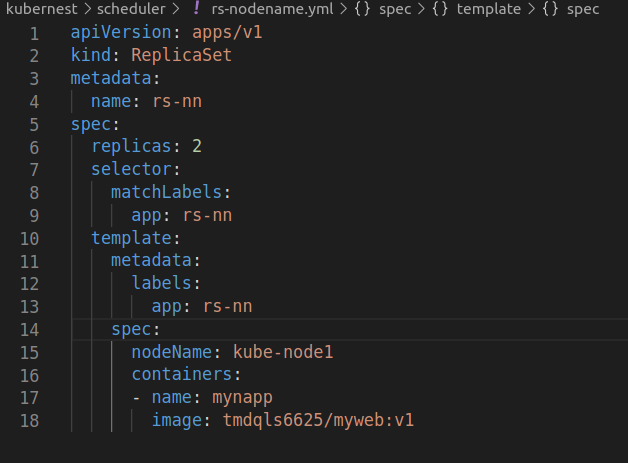 kubernest > scheduler > ! rs-nodename.yml > {} spec > {} template > {} spec
1 apiVersion: apps/v1
2 kind: ReplicaSet
3 metadata:
4   name: rs-nn
5 spec:
6   replicas: 2
7   selector:
8     matchLabels:
9       app: rs-nn
10   template:
11     metadata:
12       labels:
13         app: rs-nn
14     spec:
15       nodeName: kube-node1
16       containers:
17       - name: mynapp
18         image: tmdqls6625/myweb:v1